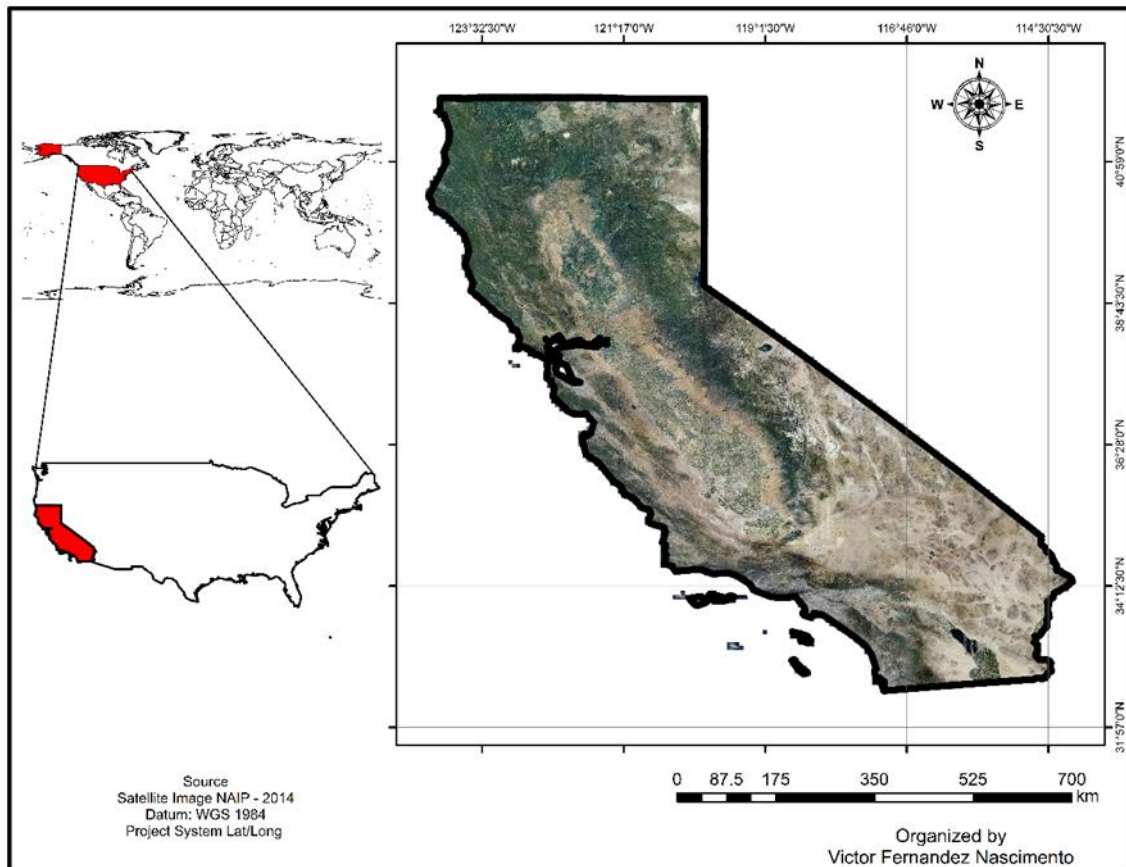 123°32'30"W 121°17'0"W 119°1'30"W 116°46'0"W 114°30'30"W
N
W E
S
40°59'0"N
38°43'30"N
36°28'0"N
34°12'30"N
31°57'0"N
Source
Satellite Image NAIP - 2014
Datum: WGS 1984
Project System Lat/Long
0 87.5 175 350 525 700
km
Organized by
Victor Fernandez Nascimento